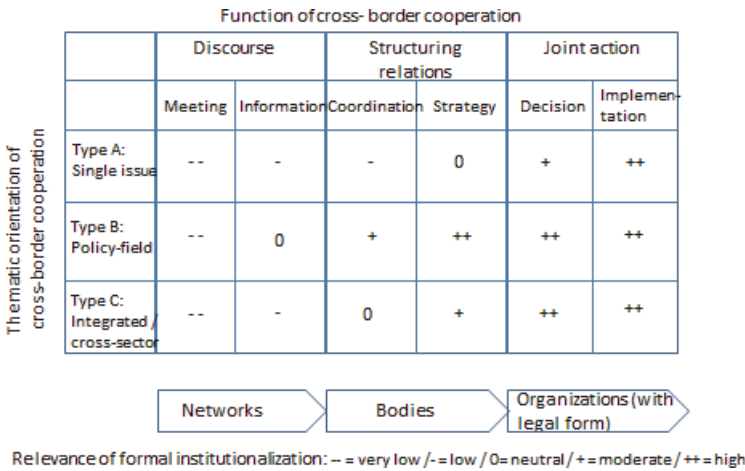 Function of cross- border cooperation
Discourse
Structuring
relations
Joint action
Meeting
Information
Coordination
Strategy
Decision
Implemen-
tation
Thematic orientation of
cross-border cooperation
Type A:
Single issue
-- - - 0 + ++
Type B:
Policy-field
-- 0 + ++ ++ ++
Type C:
Integrated /
cross-sector
-- - 0 + ++ ++
Networks
Bodies
Organizations (with
legal form)
Relevance of formal institutionalization: -- = very low /- = low / 0= neutral / + = moderate / ++ = high